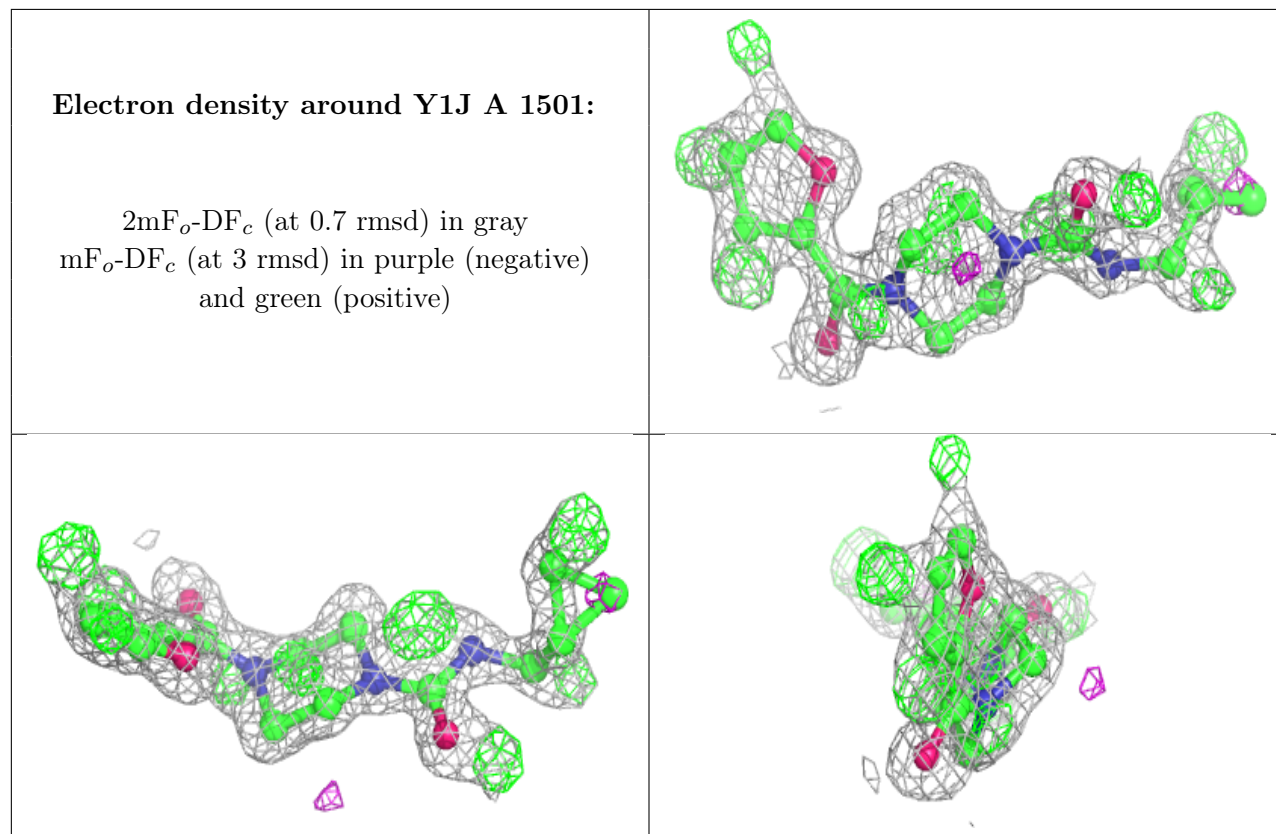 Electron density around Y1J A 1501:
2mFo-DFc (at 0.7 rmsd) in gray
mFo-DFc (at 3 rmsd) in purple (negative)
and green (positive)